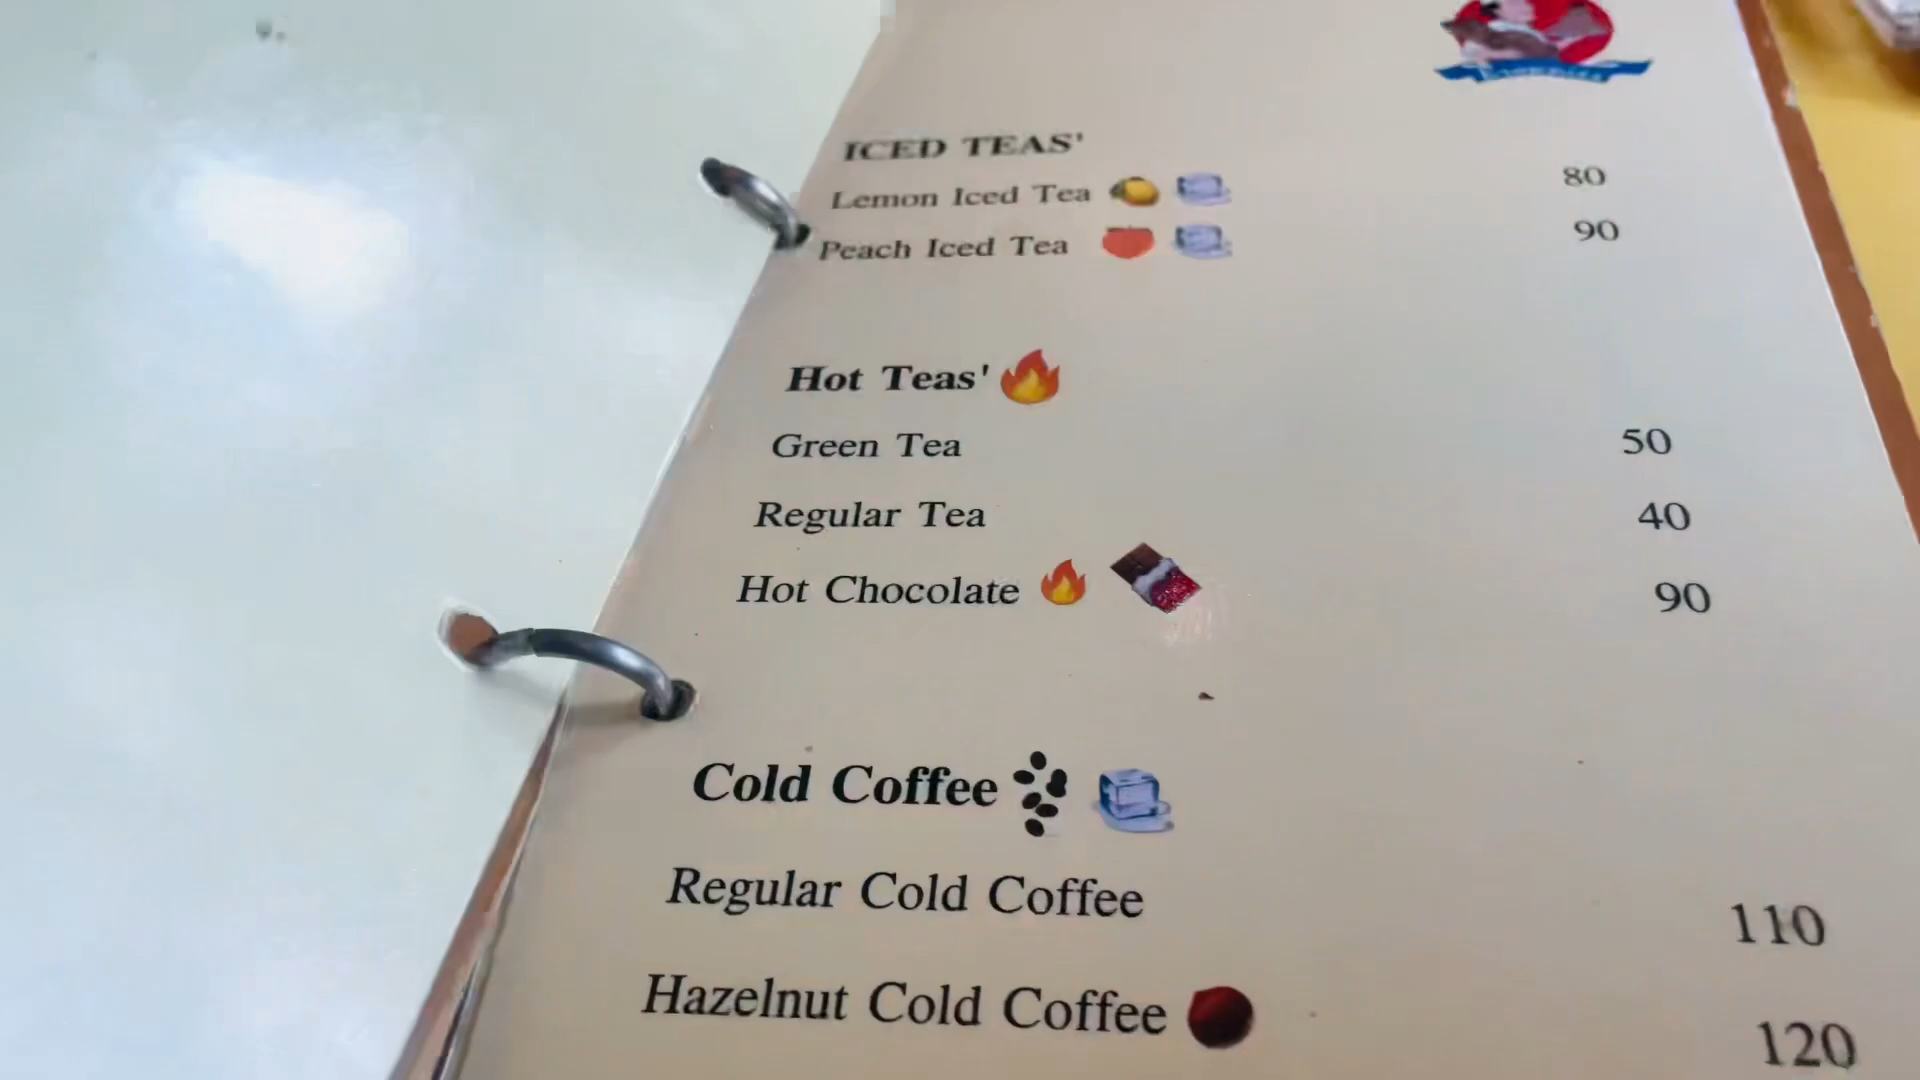 ICED TEAS'
Lemon Iced Tea 80
Peach Iced Tea 90
Hot Teas'
Green Tea 50
Regular Tea 40
Hot Chocolate 90
Cold Coffee
Regular Cold Coffee 110
Hazelnut Cold Coffee 120